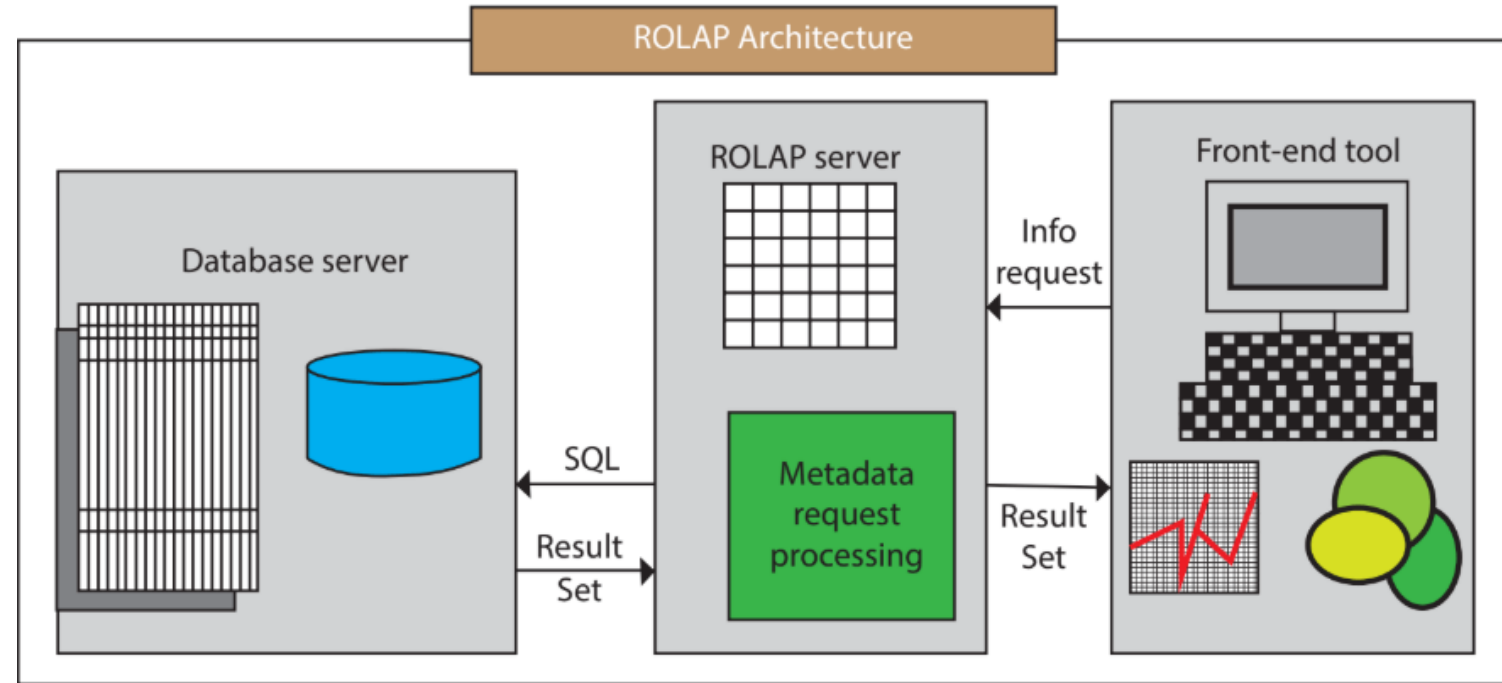 ROLAP Architecture
Database server
SQL
Result
Set
ROLAP server
Metadata
request
processing
Info
request
Result
Set
Front-end tool